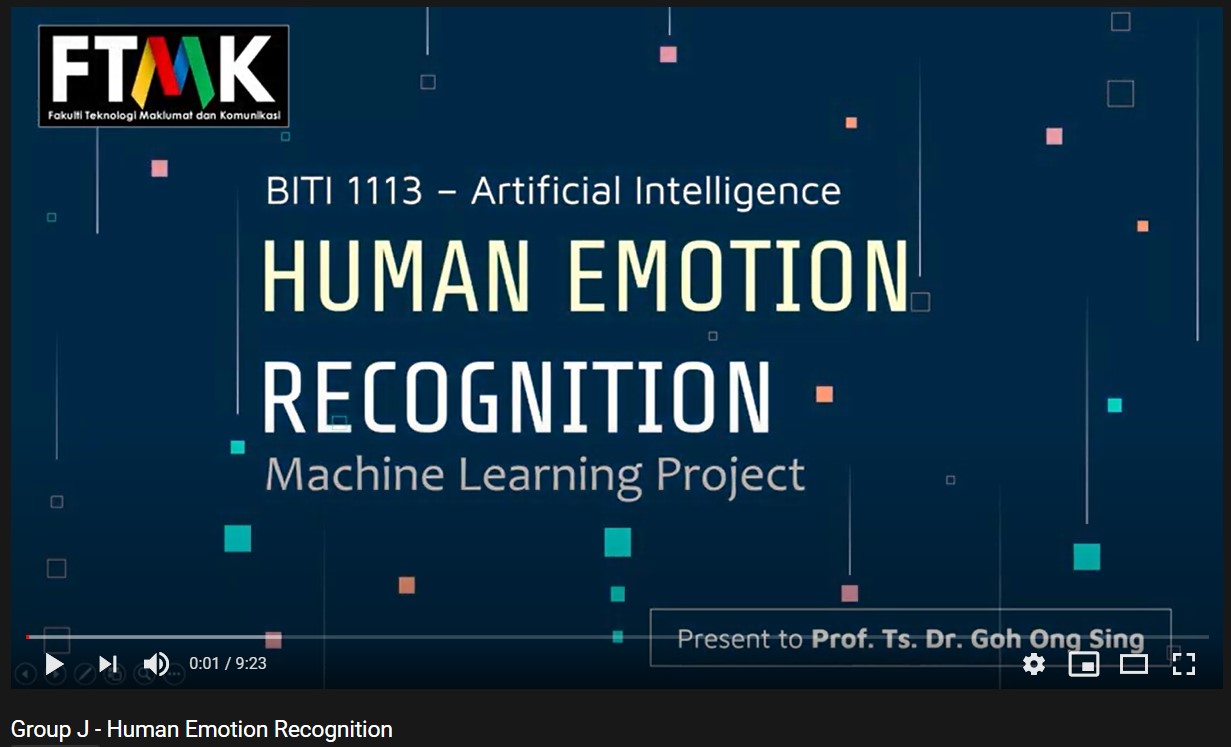 FTMK
Fakulti Teknologi Maklumat dan Komunikasi
BITI 1113 – Artificial Intelligence
HUMAN EMOTION
RECOGNITION
Machine Learning Project
Present to Prof. Ts. Dr. Goh Ong Sing
0:01 / 9:23
Group J - Human Emotion Recognition